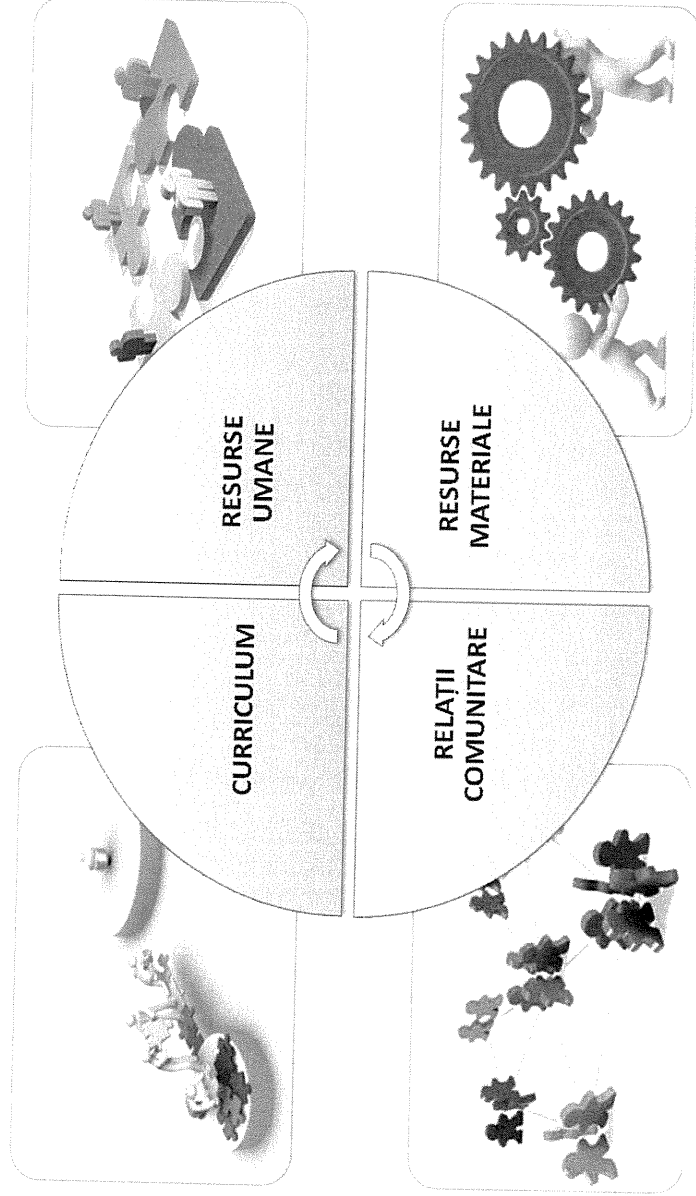 CURRICULUM
RESURSE
UMANE
RELAȚII
COMUNITARE
RESURSE
MATERIALE